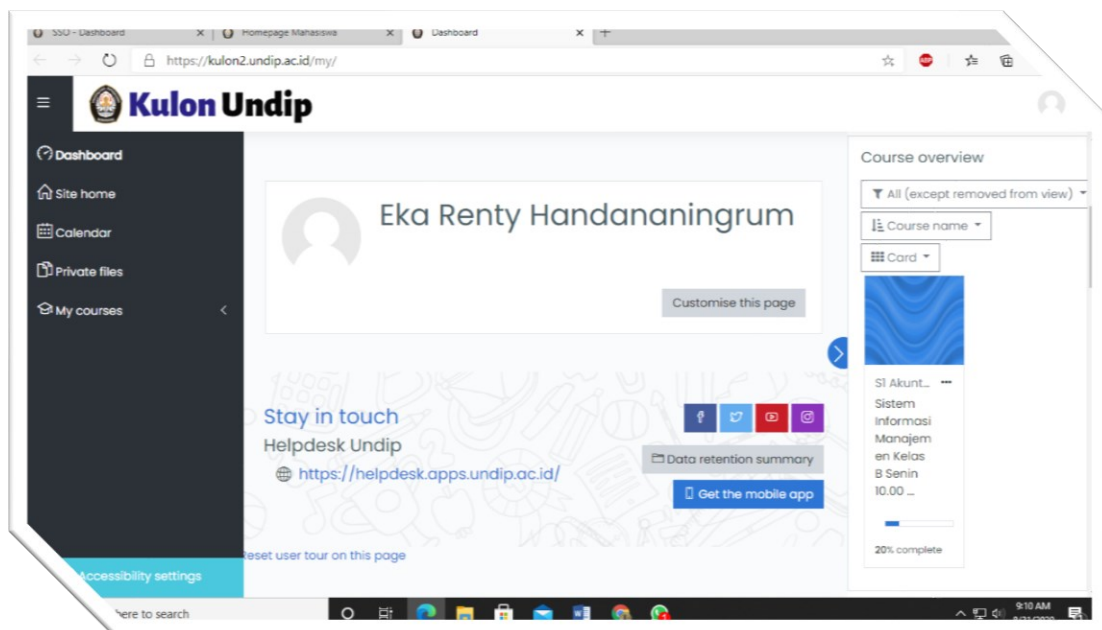 SSO - Dashboard
Homepage Mahasiswa
Dashboard
https://kulon2.undip.ac.id/my/
ABP
Kulon Undip
Dashboard
Site home
Calendar
Private files
My courses
Accessibility settings
Eka Renty Handananingrum
Customise this page
Stay in touch
Helpdesk Undip
https://helpdesk.apps.undip.ac.id/
Data retention summary
Get the mobile app
eset user tour on this page
Course overview
All (except removed from view)
Course name
Card
S1 Akunt...
Sistem
Informasi
Manajem
en Kelas
B Senin
10.00 ...
20% complete
here to search
9:10 AM